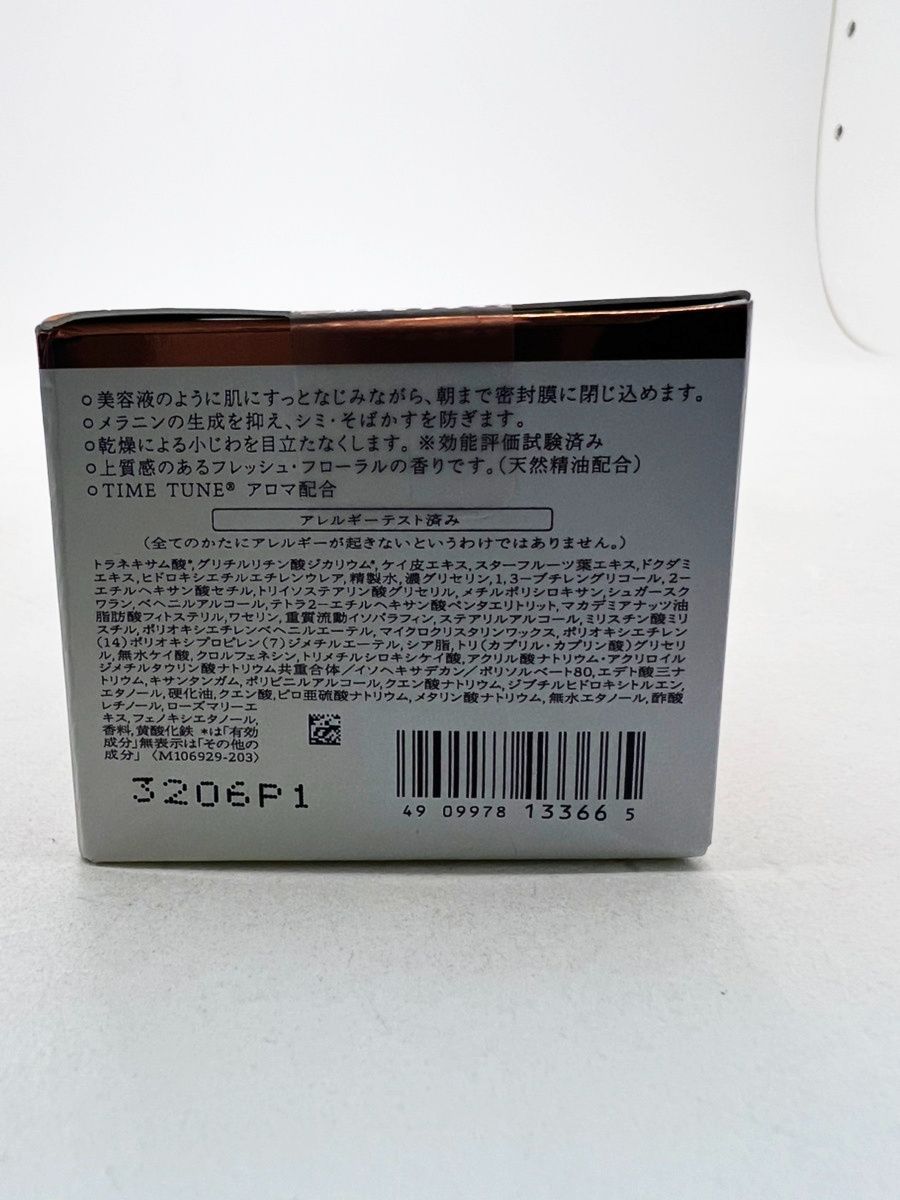 ○美容液のように肌にすっとなじみながら、朝まで密封膜に閉じ込めます。
○メラニンの生成を抑え、シミ・そばかすを防ぎます。
○乾燥による小じわを目立たなくします。※効能評価試験済み
○上質感のあるフレッシュ・フローラルの香りです。(天然精油配合)
○TIME TUNE® アロマ配合
アレルギーテスト済み
(全てのかたにアレルギーが起きないというわけではありません。)
トラネキサム酸*,グリチルリチン酸ジカリウム*,ケイ皮エキス,スターフルーツ葉エキス,ドクダミ
エキス,ヒドロキシエチルエチレンウレア,精製水,濃グリセリン,1,3-ブチレングリコール,2-
エチルヘキサン酸セチル,トリイソステアリン酸グリセリル,メチルポリシロキサン,シュガースク
ワラン,ベヘニルアルコール,テトラ2-エチルヘキサン酸ペンタエリトリット,マカデミアナッツ油
脂肪酸フィトステリル,ワセリン,重質流動イソパラフィン,ステアリルアルコール,ミリスチン酸ミリ
スチル,ポリオキシエチレンベヘニルエーテル,マイクロクリスタリンワックス,ポリオキシエチレン
(14)ポリオキシプロピレン(7)ジメチルエーテル,シア脂,トリ(カプリル・カプリン酸)グリセリ
ル,無水ケイ酸,クロルフェネシン,トリメチルシロキシケイ酸,アクリル酸ナトリウム・アクリロイル
ジメチルタウリン酸ナトリウム共重合体/イソヘキサデカン/ポリソルベート80,エデト酸三ナ
トリウム,キサンタンガム,ポリビニルアルコール,クエン酸ナトリウム,ジブチルヒドロキシトルエン,
エタノール,硬化油,クエン酸,ピロ亜硫酸ナトリウム,メタリン酸ナトリウム,無水エタノール,酢酸
レチノール,ローズマリーエ
キス,フェノキシエタノール,
香料,黄酸化鉄 *は「有効
成分」無表示は「その他の
成分」〈M106929-203〉
3206P1
49 09978 13366 5